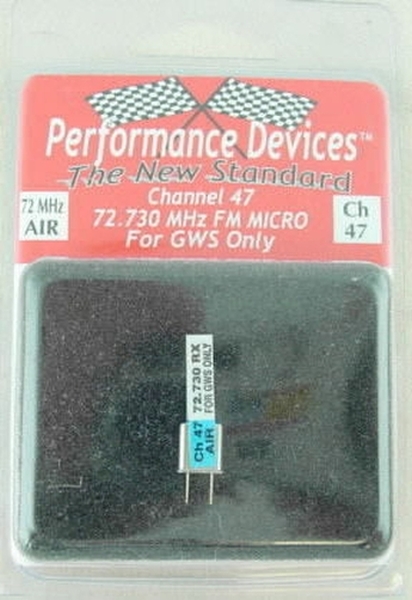 Performance Devices™
The New Standard
Channel 47
72.730 MHz FM MICRO
For GWS Only
72 MHz
AIR
Ch
47
Ch 47 72.730 RX
AIR FOR GWS ONLY